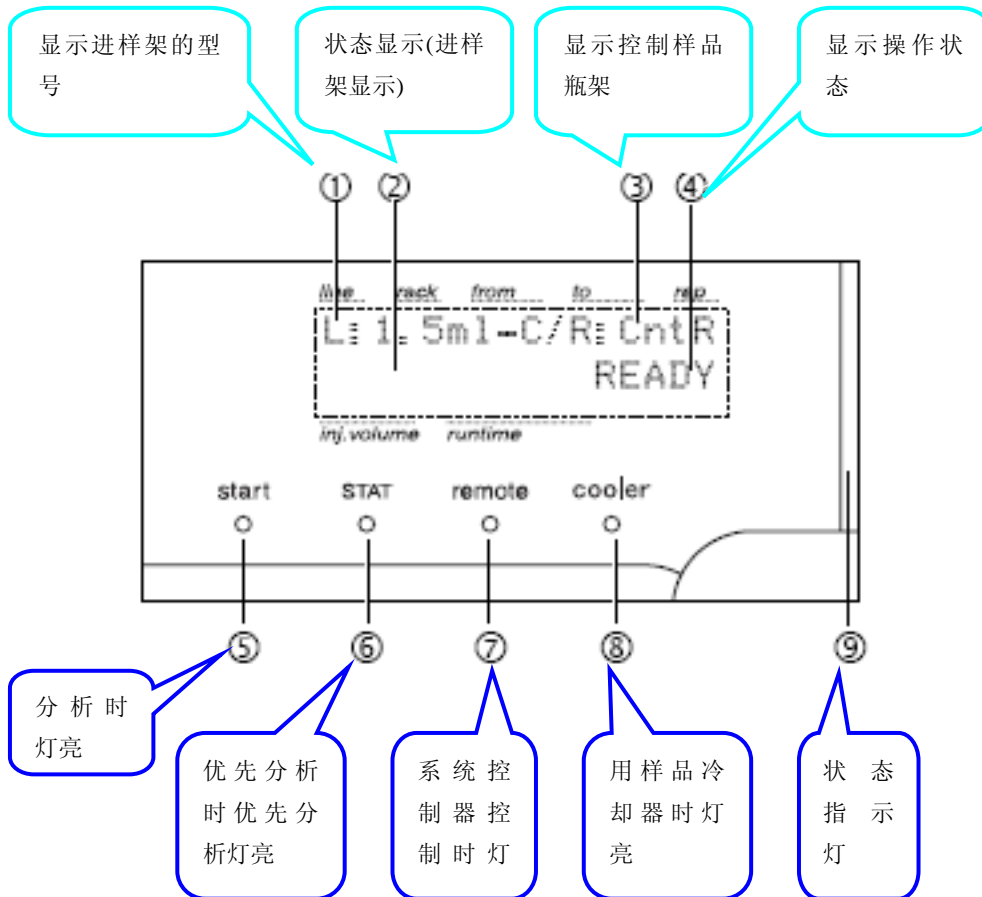 显示进样架的型
号
状态显示(进样
架显示)
显示控制样品
瓶架
显示操作状
态
① ② ③ ④
line rack from to rep
L: 1.5ml-C/R: CntR
READY
inj.volume runtime
start STAT remote cooler
⑤ ⑥ ⑦ ⑧ ⑨
分析时
灯亮
优先分析
时优先分
析灯亮
系统控
制器控
制时灯
用样品冷
却器时灯
亮
状态
指示
灯